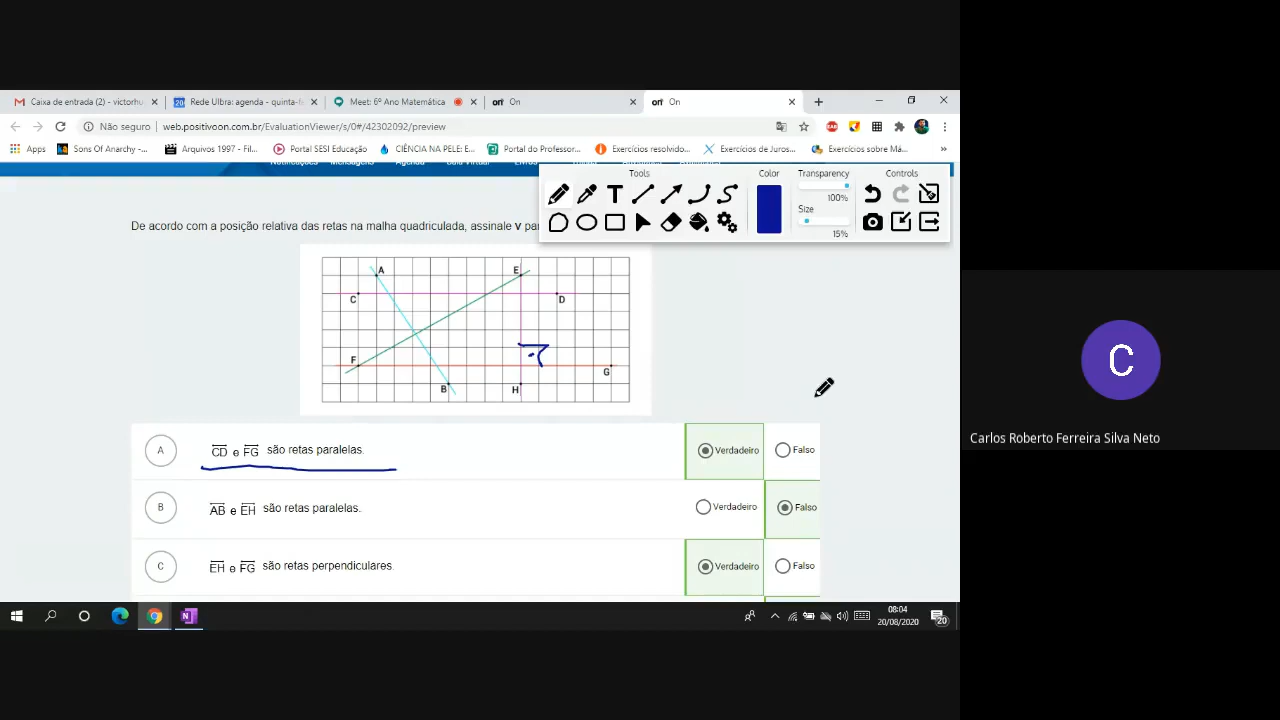 Caixa de entrada (2) - victorhu
Rede Ulbra: agenda - quinta-f
Meet: 6º Ano Matemática
On
On
Não seguro
web.positivoon.com.br/EvaluationViewer/s/0#/42302092/preview
Apps
Sons Of Anarchy -...
Arquivos 1997 - Fil...
Portal SESI Educação
CIÊNCIA NA PELE: E...
Portal do Professor...
Exercícios resolvido...
Exercícios de Juros...
Exercícios sobre Má...
Tools
Color
Transparency
100%
Size
15%
Controls
De acordo com a posição relativa das retas na malha quadriculada, assinale V
A
E
C
D
F
G
B
H
A
CD e FG são retas paralelas.
Verdadeiro
Falso
B
AB e EH são retas paralelas.
Verdadeiro
Falso
C
EH e FG são retas perpendiculares.
Verdadeiro
Falso
08:04
20/08/2020
20
C
Carlos Roberto Ferreira Silva Neto